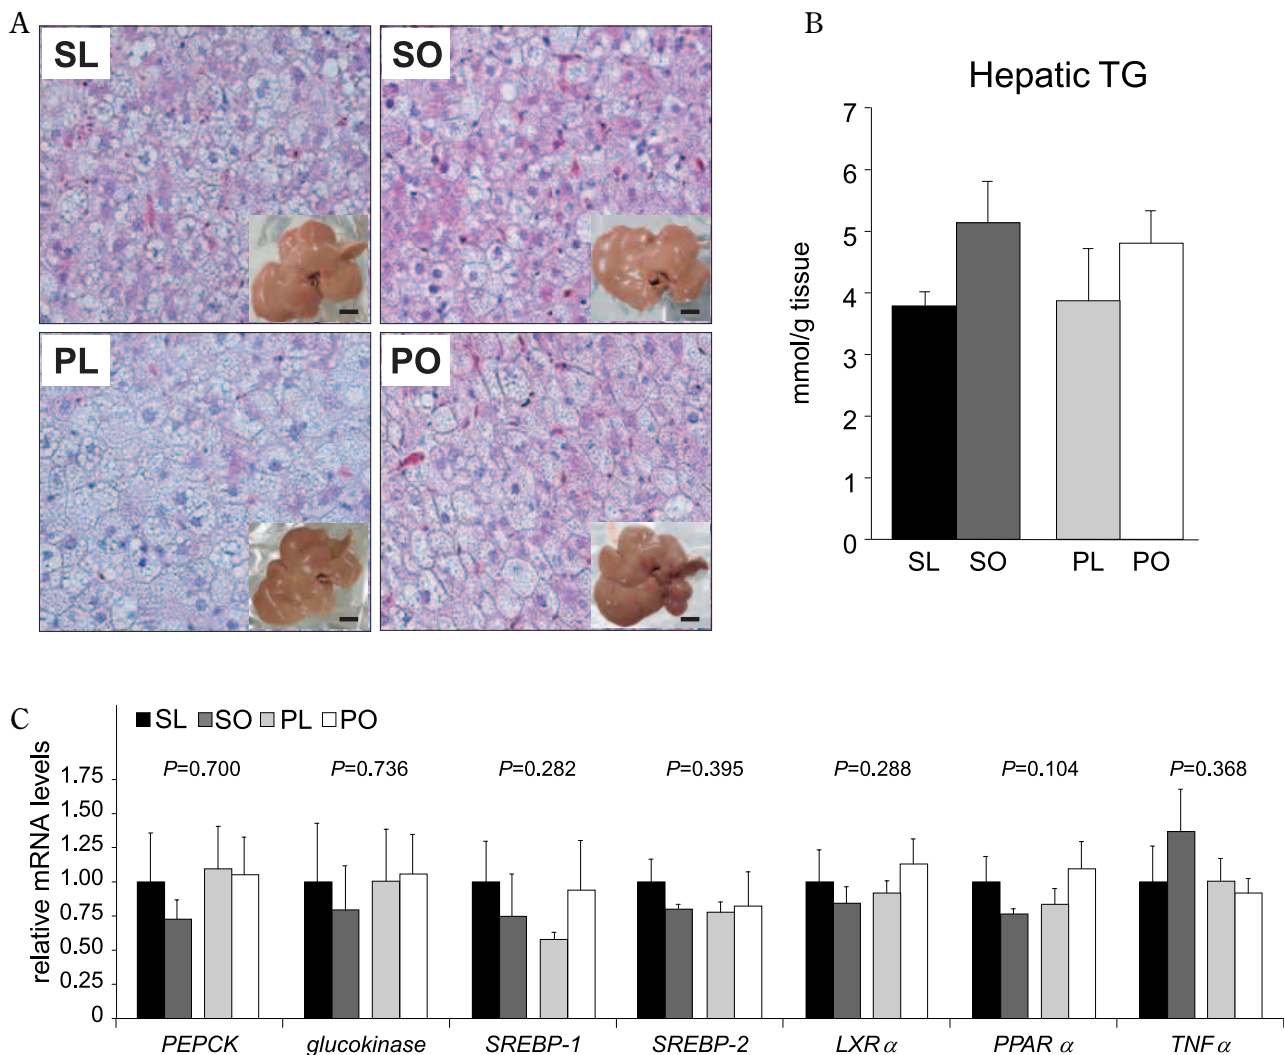 A
SL
SO
PL
PO
B
Hepatic TG
mmol/g tissue
7
6
5
4
3
2
1
0
SL SO PL PO
C
SL SO PL PO
relative mRNA levels
1.75
1.50
1.25
1.00
0.75
0.50
0.25
0
P=0.700 P=0.736 P=0.282 P=0.395 P=0.288 P=0.104 P=0.368
PEPCK glucokinase SREBP-1 SREBP-2 LXR α PPAR α TNF α